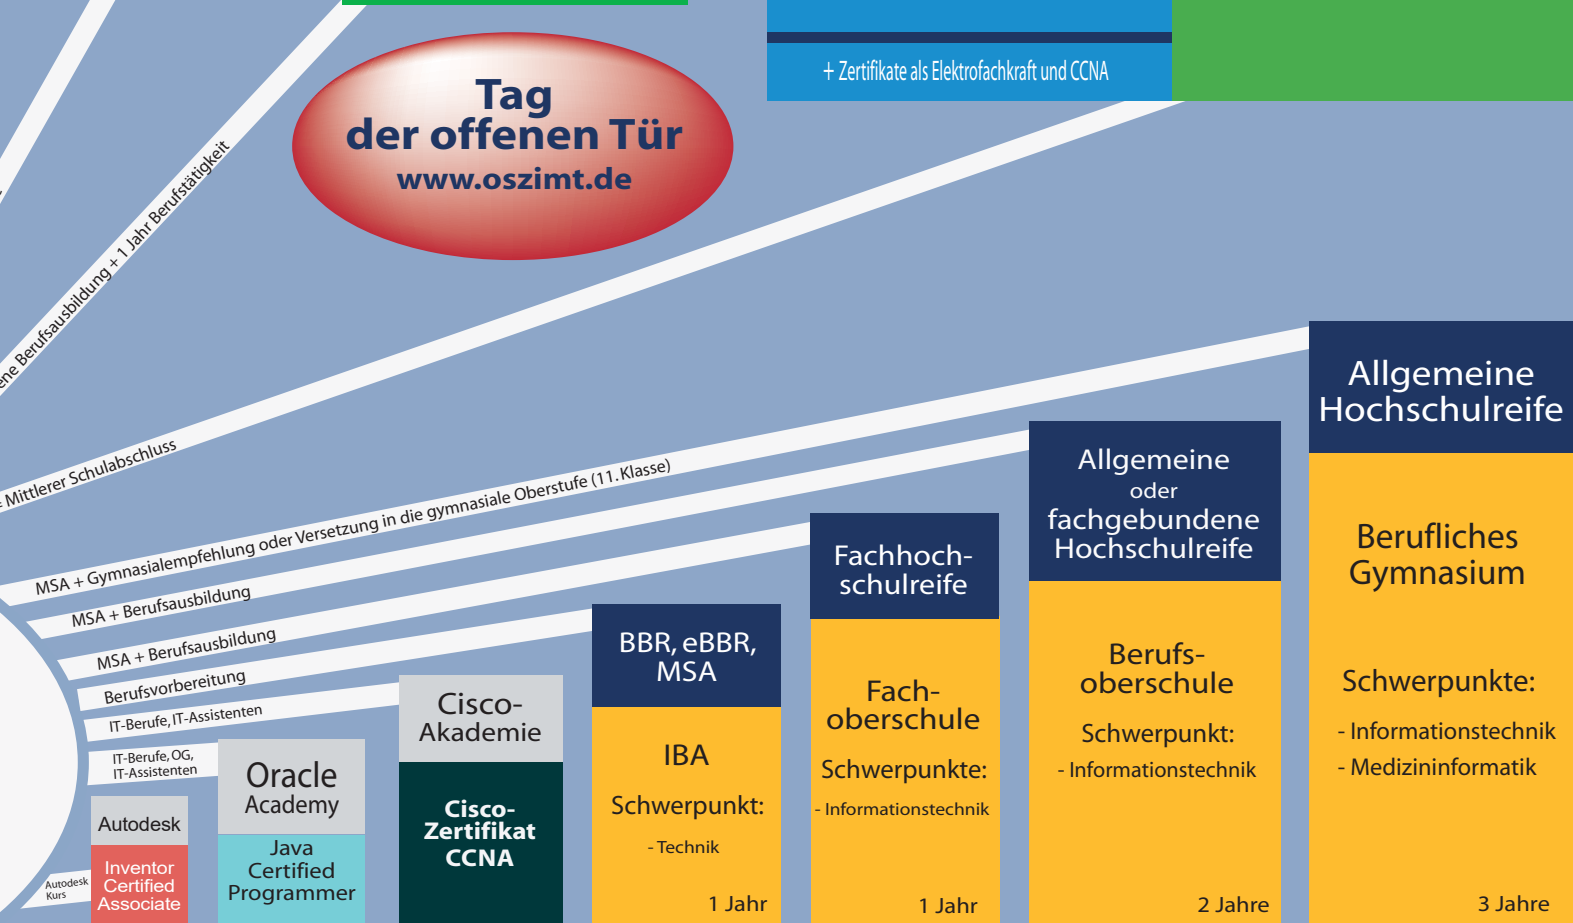 + Zertifikate als Elektrofachkraft und CCNA
Tag
der offenen Tür
www.oszimt.de
Berufsausbildung + 1 Jahr Berufstätigkeit
Mittlerer Schulabschluss
MSA + Gymnasialempfehlung oder Versetzung in die gymnasiale Oberstufe (11. Klasse)
MSA + Berufsausbildung
MSA + Berufsausbildung
Berufsvorbereitung
IT-Berufe, IT-Assistenten
IT-Berufe, OG,
IT-Assistenten
Autodesk
Kurs
Autodesk
Inventor
Certified
Associate
Oracle
Academy
Java
Certified
Programmer
Cisco-
Akademie
Cisco-
Zertifikat
CCNA
BBR, eBBR,
MSA
IBA
Schwerpunkt:
- Technik
1 Jahr
Fachhoch-
schulreife
Fach-
oberschule
Schwerpunkte:
- Informationstechnik
1 Jahr
Allgemeine
oder
fachgebundene
Hochschulreife
Berufs-
oberschule
Schwerpunkt:
- Informationstechnik
2 Jahre
Allgemeine
Hochschulreife
Berufliches
Gymnasium
Schwerpunkte:
- Informationstechnik
- Medizininformatik
3 Jahre